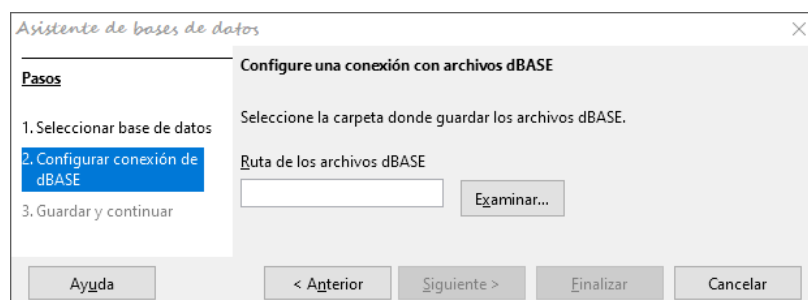 Asistente de bases de datos
Pasos
1. Seleccionar base de datos
2. Configurar conexión de
dBASE
3. Guardar y continuar
Configure una conexión con archivos dBASE
Seleccione la carpeta donde guardar los archivos dBASE.
Ruta de los archivos dBASE
Examinar...
Ayuda
< Anterior
Siguiente >
Finalizar
Cancelar